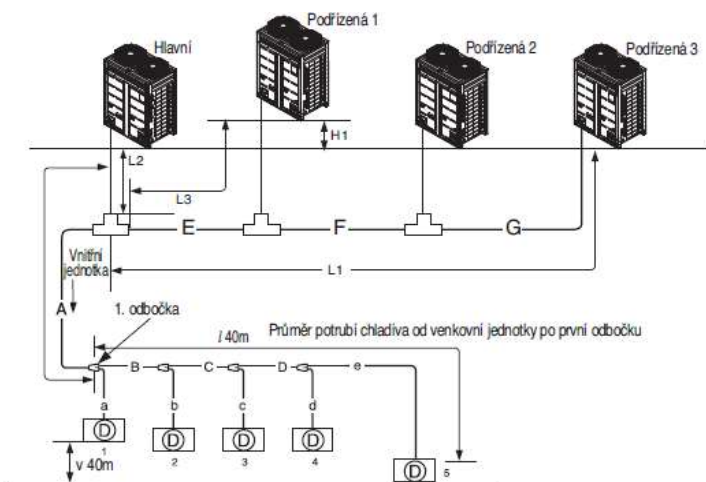 Hlavní
Podřízená 1
Podřízená 2
Podřízená 3
H1
L2
L3
E
F
G
L1
Vnitřní
jednotka
A
1. odbočka
l 40m
Průměr potrubí chladiva od venkovní jednotky po první odbočku
B
C
D
e
a
b
c
d
D
D
D
D
D
1
2
3
4
5
v 40m